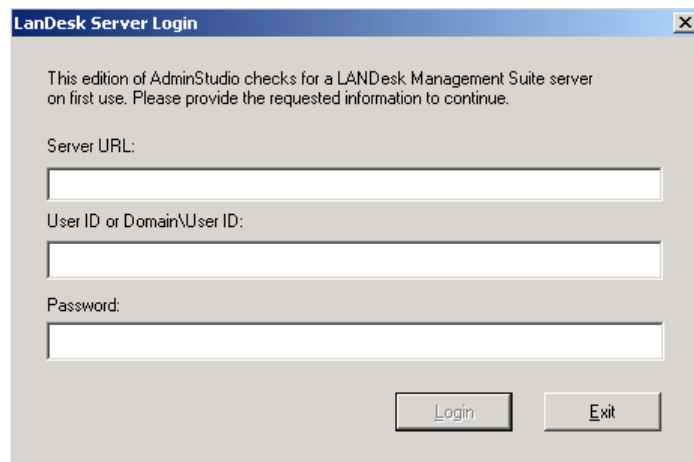 LanDesk Server Login
This edition of AdminStudio checks for a LANDesk Management Suite server
on first use. Please provide the requested information to continue.
Server URL:
User ID or Domain\User ID:
Password:
Login
Exit